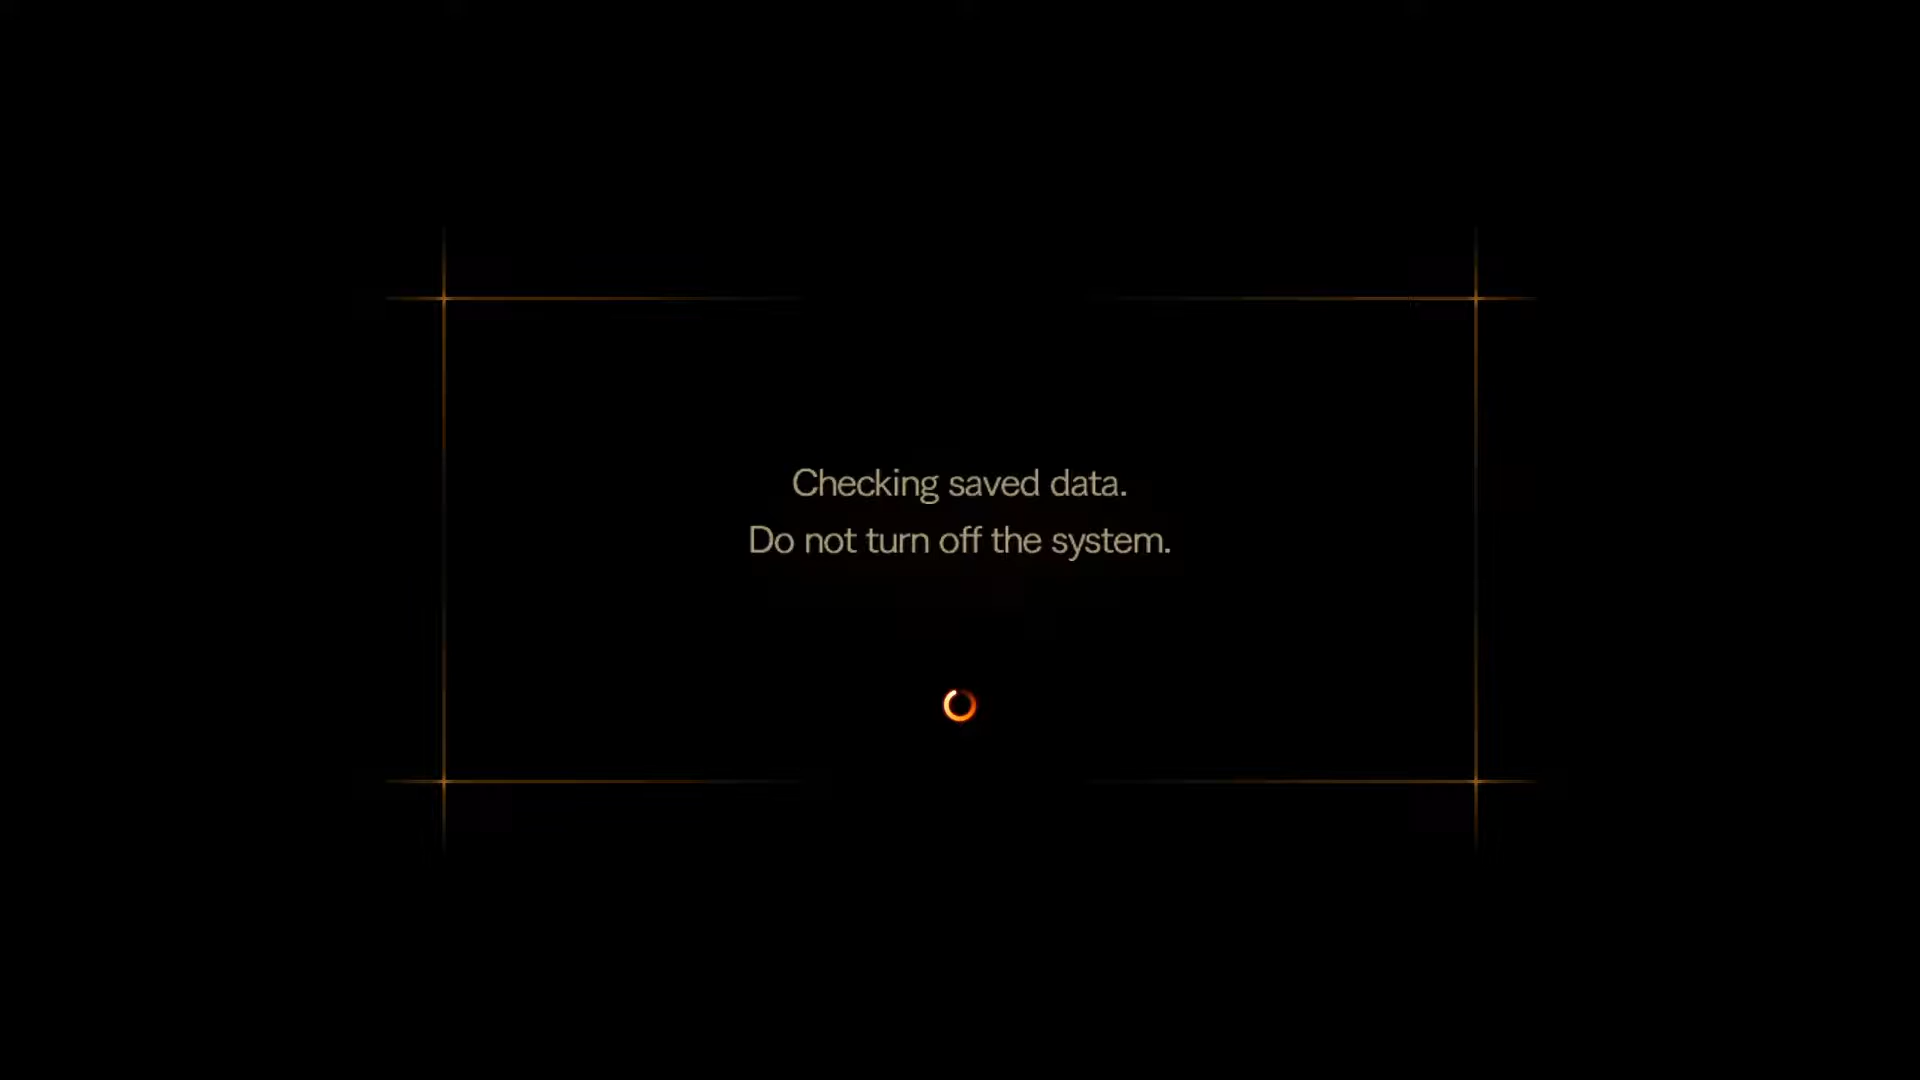 Checking saved data.
Do not turn off the system.